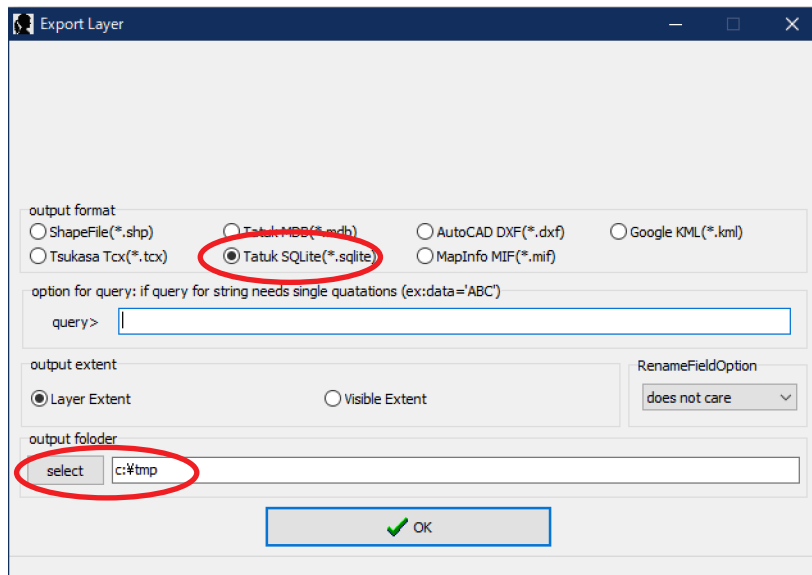 Export Layer
output format
ShapeFile(*.shp) Tatuk MDB(*.mdb) AutoCAD DXF(*.dxf) Google KML(*.kml)
Tsukasa Tcx(*.tcx) Tatuk SQLite(*.sqlite) MapInfo MIF(*.mif)
option for query: if query for string needs single quatations (ex:data='ABC')
query>
output extent RenameFieldOption
Layer Extent Visible Extent does not care
output foloder
select c:¥tmp
OK